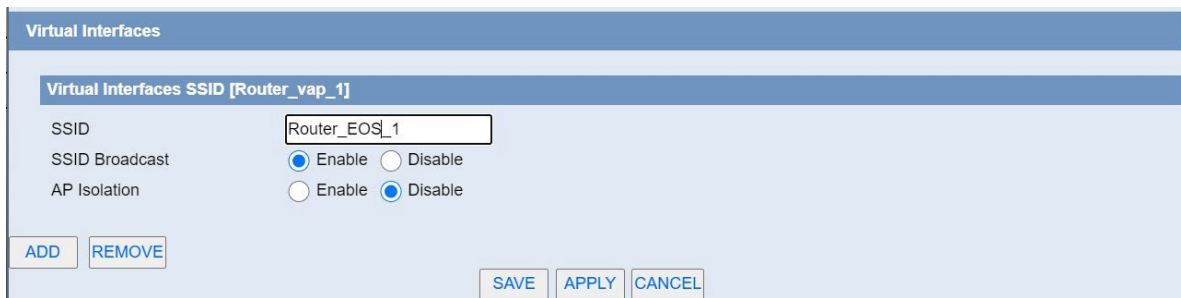 Virtual Interfaces
Virtual Interfaces SSID [Router_vap_1]
SSID Router_EOS_1
SSID Broadcast Enable Disable
AP Isolation Enable Disable
ADD REMOVE
SAVE APPLY CANCEL